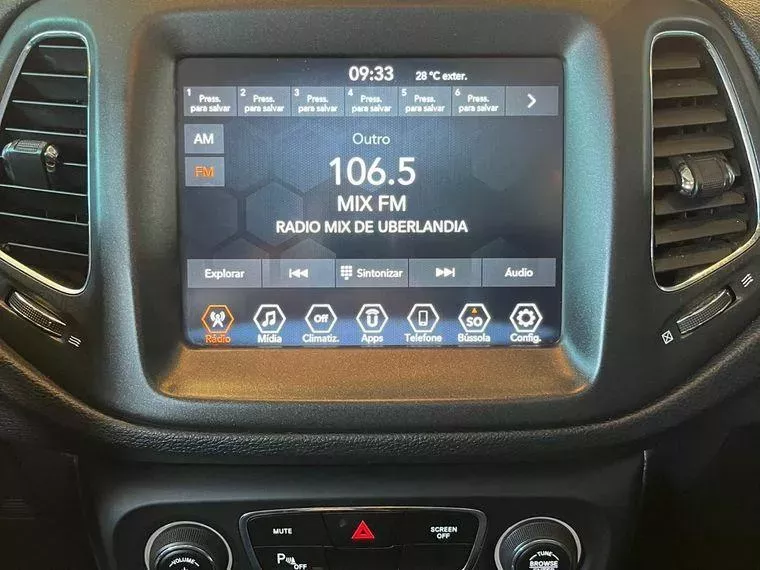 09:33 28 °C exter.
1 Press. para salvar 2 Press. para salvar 3 Press. para salvar 4 Press. para salvar 5 Press. para salvar 6 Press. para salvar
AM
Outro
FM
106.5
MIX FM
RADIO MIX DE UBERLANDIA
Explorar Sintonizar Áudio
Off SO
Rádio Mídia Climatiz. Apps Telefone Bússola Config.
MUTE SCREEN OFF
P OFF
VOLUME TUNE
BROWSE